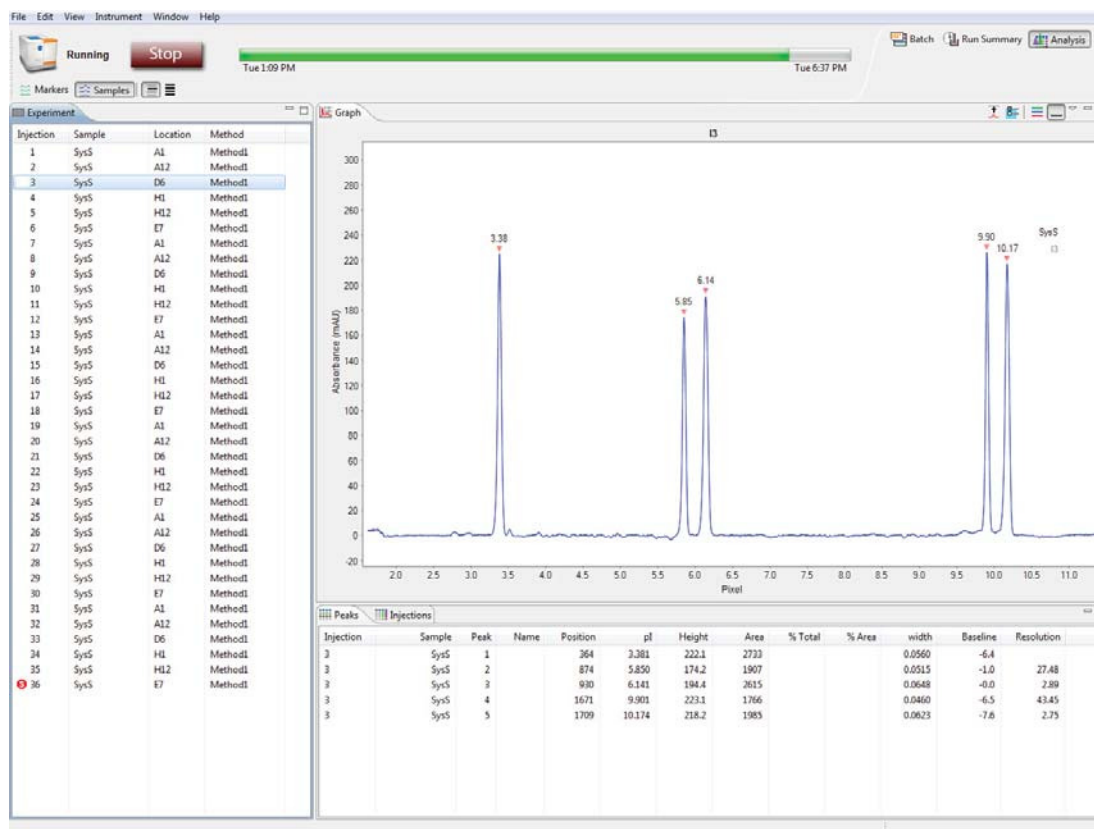 File Edit View Instrument Window Help
Running Stop
Tue 1:09 PM Tue 6:37 PM
Batch Run Summary Analysis
Markers Samples
Experiment
Injection Sample Location Method
1 SysS A1 Method1
2 SysS A12 Method1
3 SysS D6 Method1
4 SysS H1 Method1
5 SysS H12 Method1
6 SysS E7 Method1
7 SysS A1 Method1
8 SysS A12 Method1
9 SysS D6 Method1
10 SysS H1 Method1
11 SysS H12 Method1
12 SysS E7 Method1
13 SysS A1 Method1
14 SysS A12 Method1
15 SysS D6 Method1
16 SysS H1 Method1
17 SysS H12 Method1
18 SysS E7 Method1
19 SysS A1 Method1
20 SysS A12 Method1
21 SysS D6 Method1
22 SysS H1 Method1
23 SysS H12 Method1
24 SysS E7 Method1
25 SysS A1 Method1
26 SysS A12 Method1
27 SysS D6 Method1
28 SysS H1 Method1
29 SysS H12 Method1
30 SysS E7 Method1
31 SysS A1 Method1
32 SysS A12 Method1
33 SysS D6 Method1
34 SysS H1 Method1
35 SysS H12 Method1
36 SysS E7 Method1
Graph
I3
300
280
260
240
220
200
180
160
140
120
100
80
60
40
20
0
-20
Absorbance (mAU)
3.38
5.85
6.14
9.90
10.17
SysS
I3
2.0 2.5 3.0 3.5 4.0 4.5 5.0 5.5 6.0 6.5 7.0 7.5 8.0 8.5 9.0 9.5 10.0 10.5 11.0
Pixel
Peaks Injections
Injection Sample Peak Name Position pI Height Area % Total % Area width Baseline Resolution
3 SysS 1 364 3.381 222.1 2733 0.0560 -6.4
3 SysS 2 874 5.850 174.2 1907 0.0515 -1.0 27.48
3 SysS 3 930 6.141 194.4 2615 0.0648 -0.0 2.89
3 SysS 4 1671 9.901 223.1 1766 0.0460 -6.5 43.45
3 SysS 5 1709 10.174 218.2 1985 0.0623 -7.6 2.75